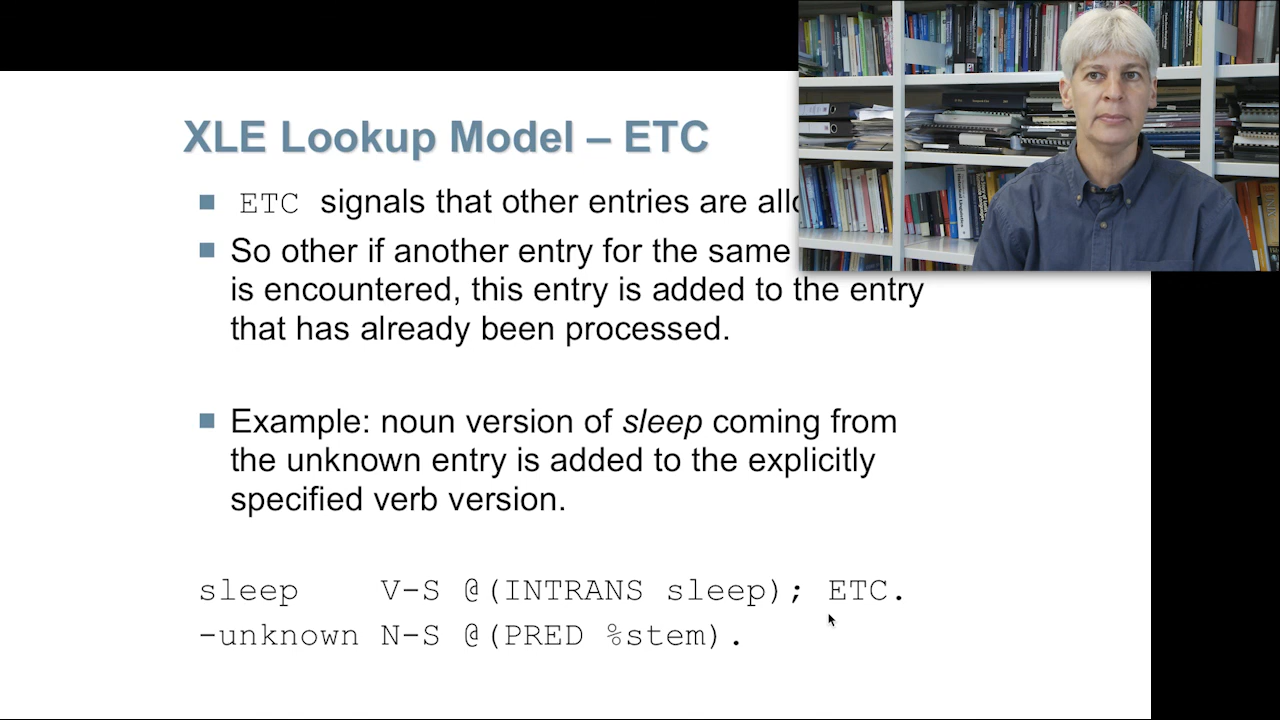 XLE Lookup Model – ETC
ETC signals that other entries are
So other if another entry for the same
is encountered, this entry is added to the entry
that has already been processed.
Example: noun version of sleep coming from
the unknown entry is added to the explicitly
specified verb version.
sleep V-S @(INTRANS sleep); ETC.
-unknown N-S @(PRED %stem).